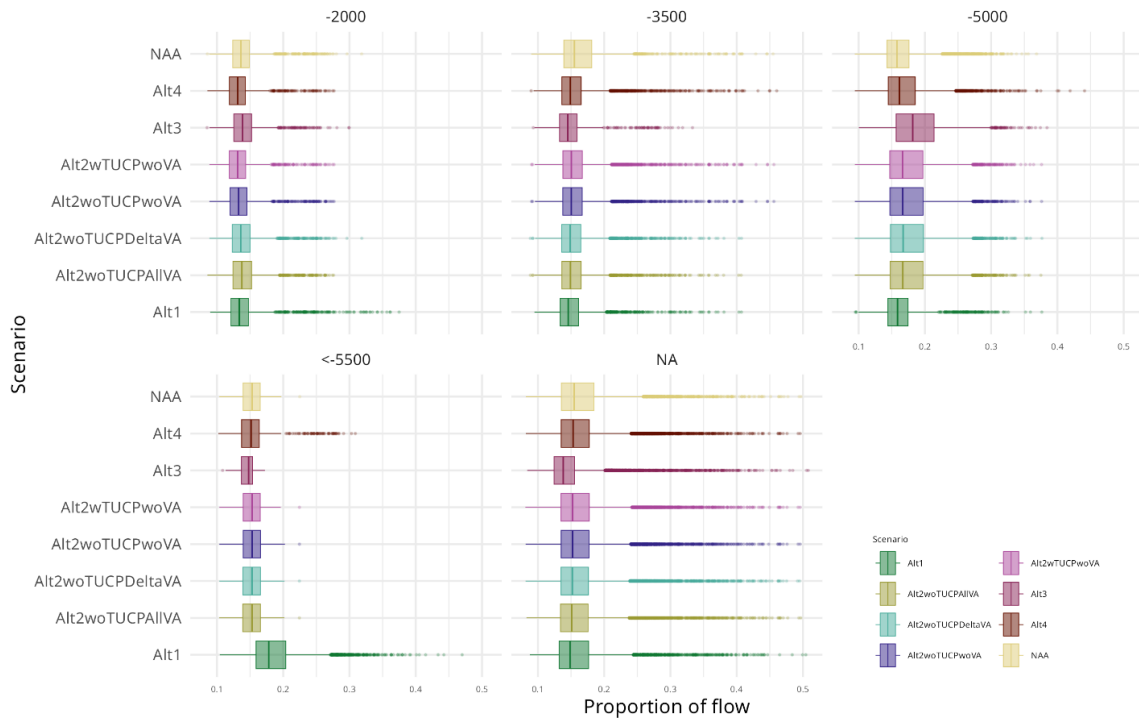 -2000
-3500
-5000
NAA
Alt4
Alt3
Alt2wTUCPwoVA
Alt2woTUCPwoVA
Alt2woTUCPDeltaVA
Alt2woTUCPAllVA
Alt1
0.1 0.2 0.3 0.4 0.5
<-5500
NA
NAA
Alt4
Alt3
Alt2wTUCPwoVA
Alt2woTUCPwoVA
Alt2woTUCPDeltaVA
Alt2woTUCPAllVA
Alt1
0.1 0.2 0.3 0.4 0.5
0.1 0.2 0.3 0.4 0.5
Scenario
Proportion of flow
Scenario
Alt1
Alt2woTUCPAllVA
Alt2woTUCPDeltaVA
Alt2woTUCPwoVA
Alt2wTUCPwoVA
Alt3
Alt4
NAA